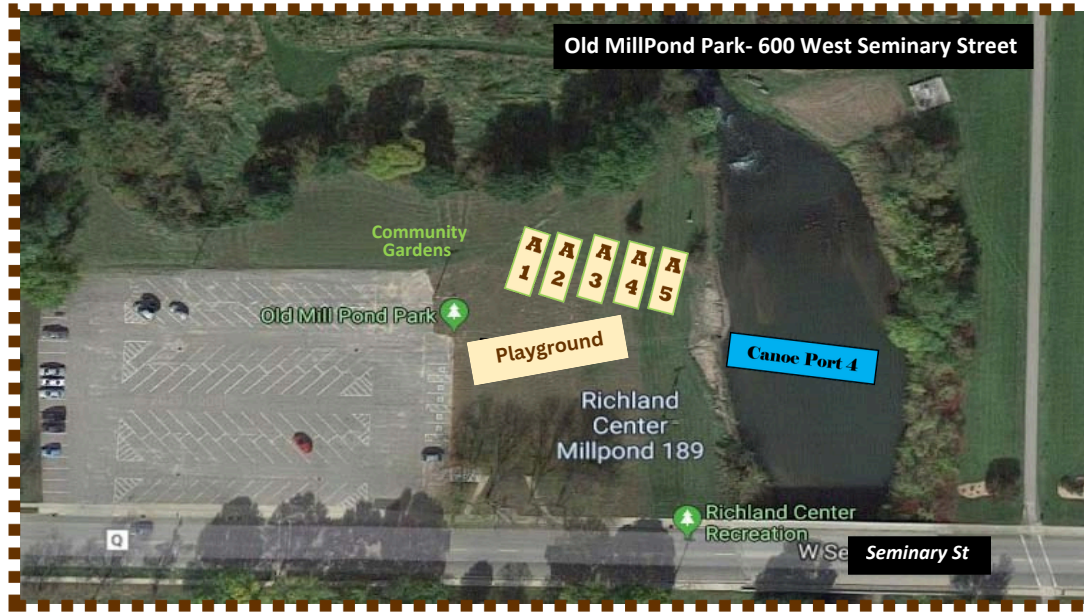 Old MillPond Park- 600 West Seminary Street
Community
Gardens
A
1
A
2
A
3
A
4
A
5
Old Mill Pond Park
Playground
Canoe Port 4
Richland
Center
Millpond 189
Richland Center
Recreation
Q
W Se
Seminary St